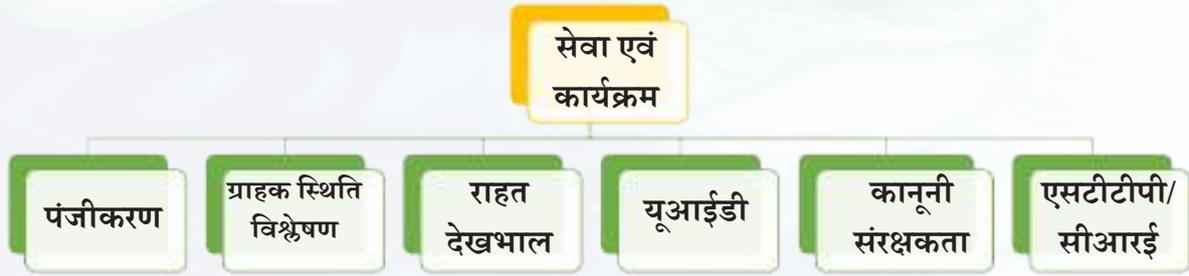 सेवा एवं
कार्यक्रम
पंजीकरण
ग्राहक स्थिति
विश्लेषण
राहत
देखभाल
यूआईडी
कानूनी
संरक्षकता
एसटीटीपी/
सीआरई